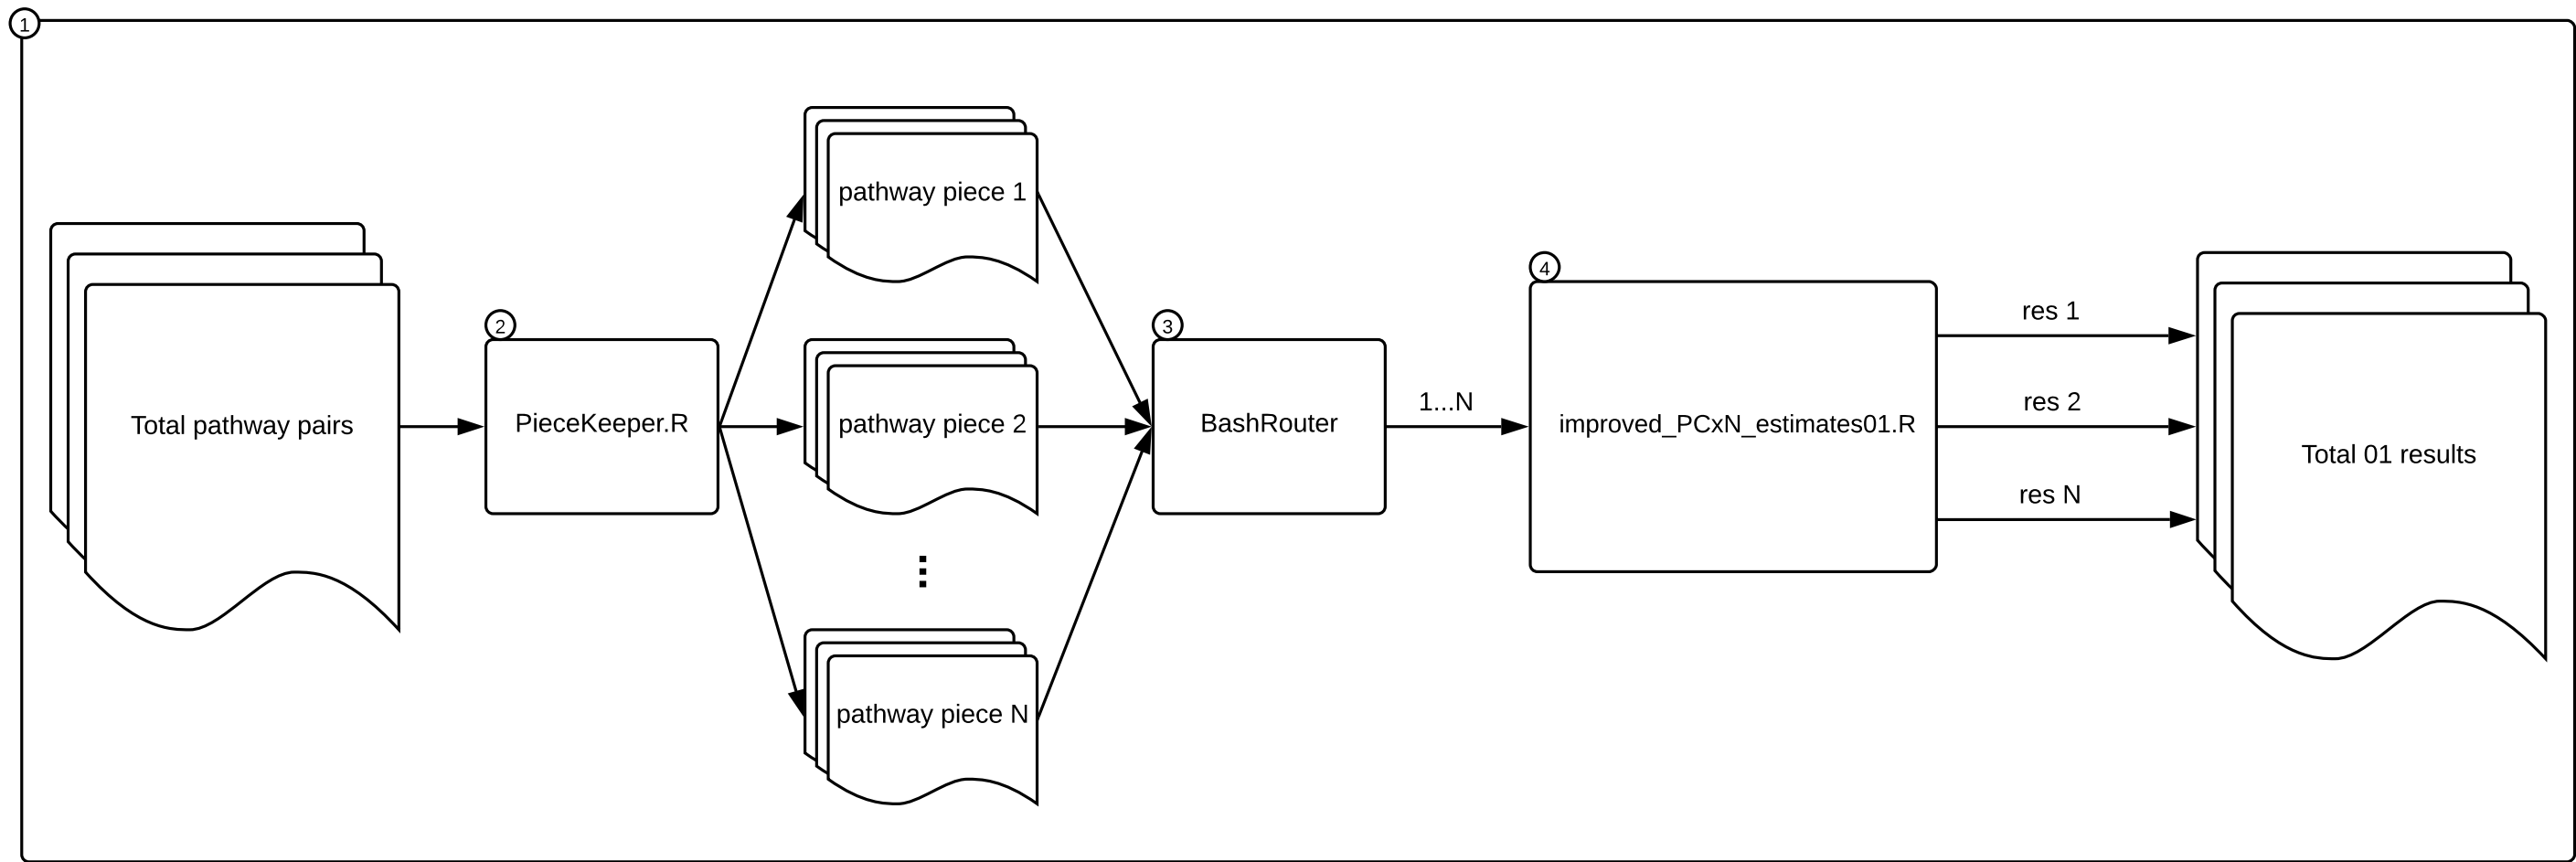 1
Total pathway pairs
2
PieceKeeper.R
pathway piece 1
pathway piece 2
pathway piece N
3
BashRouter
1...N
4
improved_PCxN_estimates01.R
res 1
res 2
res N
Total 01 results